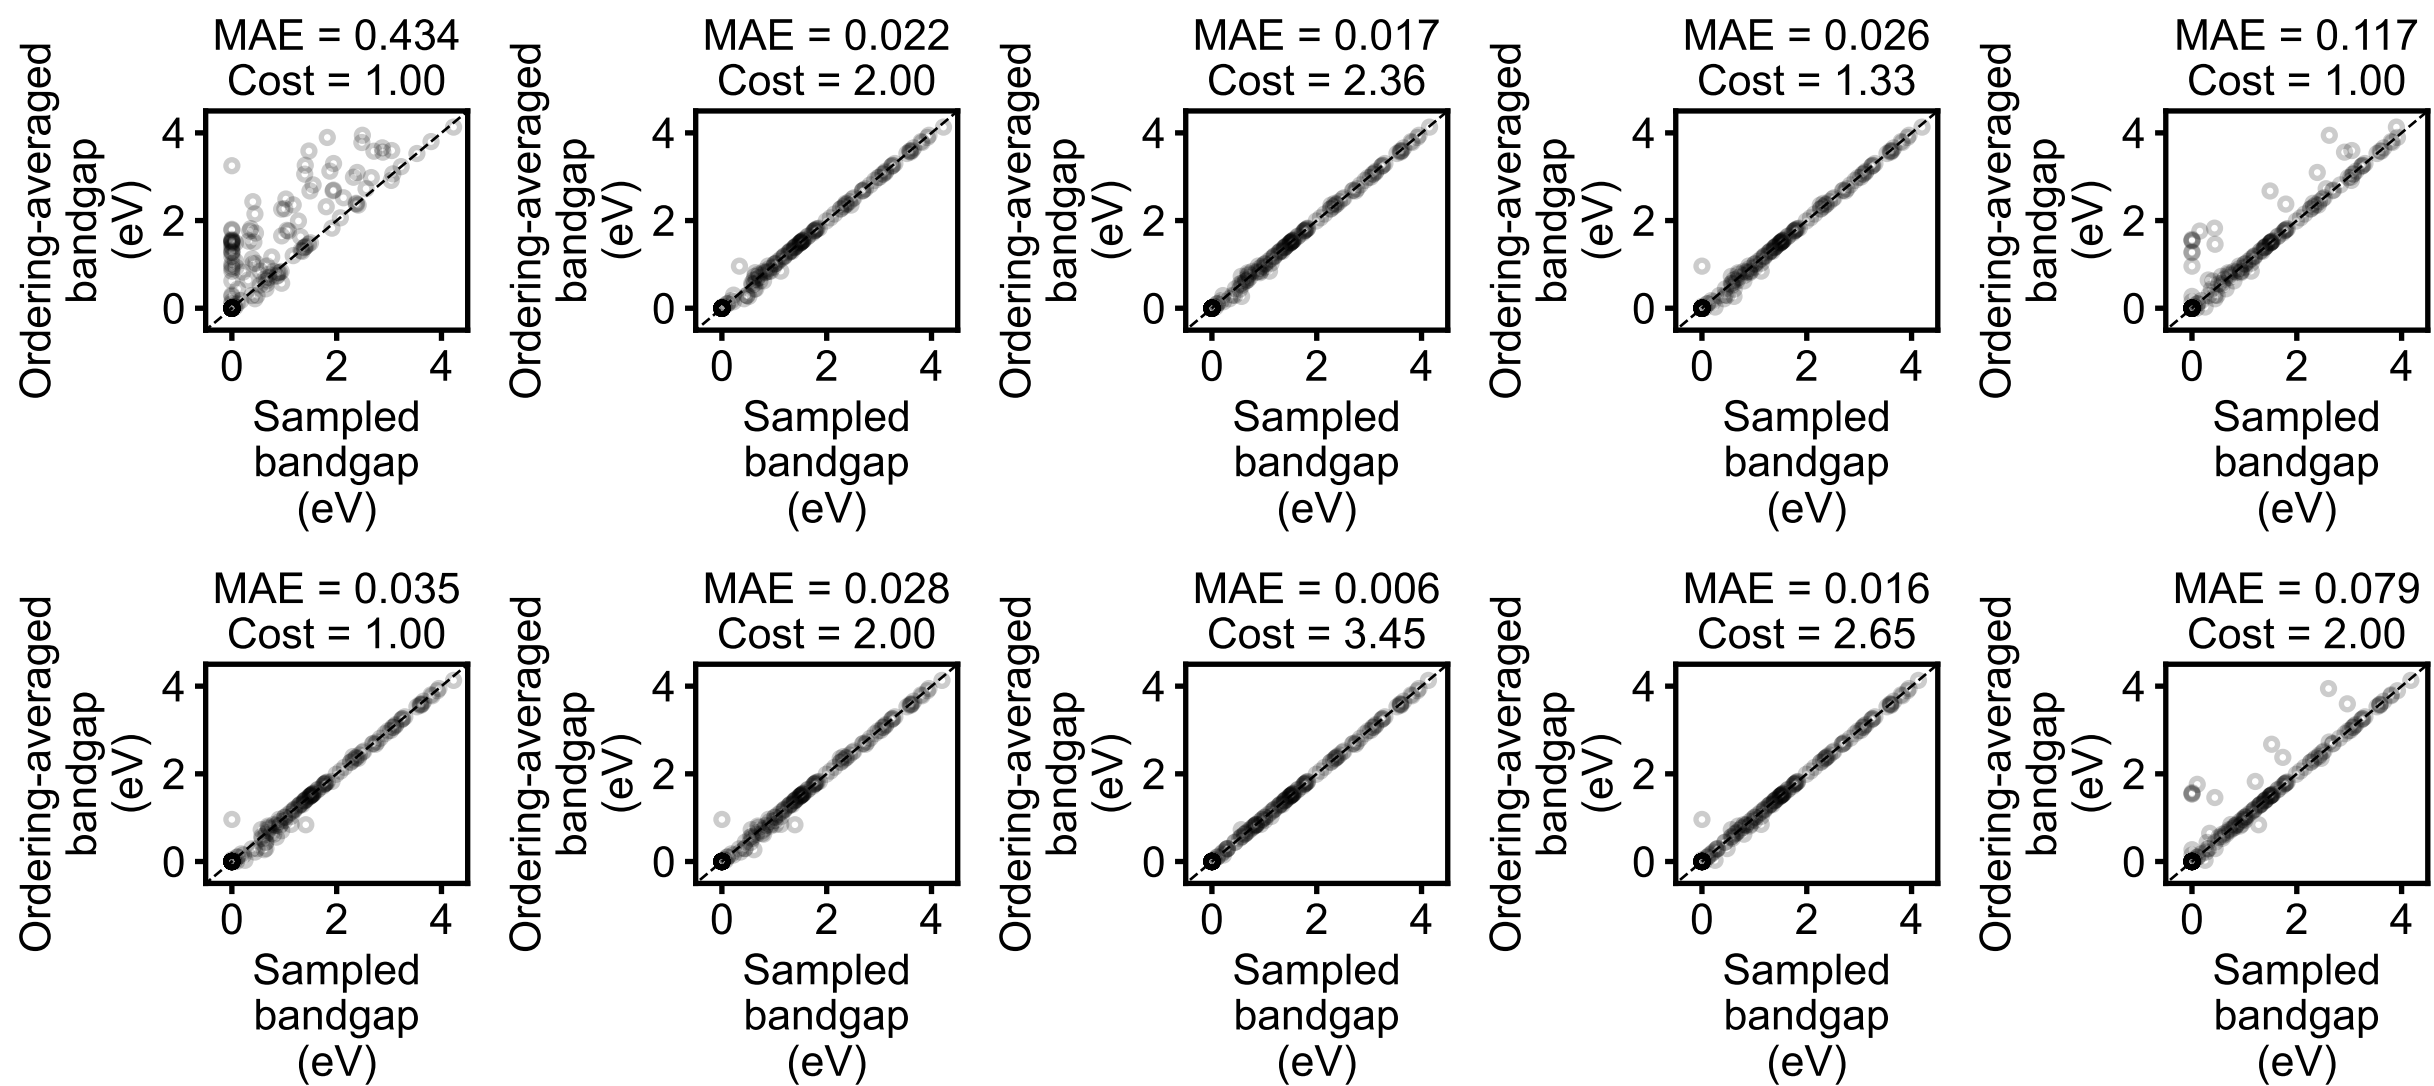 MAE = 0.434
Cost = 1.00
Ordering-averaged
bandgap
(eV)
4
2
0
0 2 4
Sampled
bandgap
(eV)
MAE = 0.022
Cost = 2.00
Ordering-averaged
bandgap
(eV)
4
2
0
0 2 4
Sampled
bandgap
(eV)
MAE = 0.017
Cost = 2.36
Ordering-averaged
bandgap
(eV)
4
2
0
0 2 4
Sampled
bandgap
(eV)
MAE = 0.026
Cost = 1.33
Ordering-averaged
bandgap
(eV)
4
2
0
0 2 4
Sampled
bandgap
(eV)
MAE = 0.117
Cost = 1.00
Ordering-averaged
bandgap
(eV)
4
2
0
0 2 4
Sampled
bandgap
(eV)
MAE = 0.035
Cost = 1.00
Ordering-averaged
bandgap
(eV)
4
2
0
0 2 4
Sampled
bandgap
(eV)
MAE = 0.028
Cost = 2.00
Ordering-averaged
bandgap
(eV)
4
2
0
0 2 4
Sampled
bandgap
(eV)
MAE = 0.006
Cost = 3.45
Ordering-averaged
bandgap
(eV)
4
2
0
0 2 4
Sampled
bandgap
(eV)
MAE = 0.016
Cost = 2.65
Ordering-averaged
bandgap
(eV)
4
2
0
0 2 4
Sampled
bandgap
(eV)
MAE = 0.079
Cost = 2.00
Ordering-averaged
bandgap
(eV)
4
2
0
0 2 4
Sampled
bandgap
(eV)